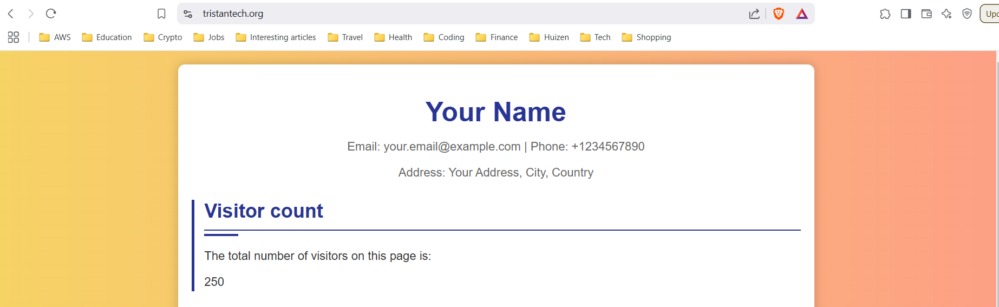 tristantech.org
Upd
AWS Education Crypto Jobs Interesting articles Travel Health Coding Finance Huizen Tech Shopping
Your Name
Email: your.email@example.com | Phone: +1234567890
Address: Your Address, City, Country
Visitor count
The total number of visitors on this page is:
250